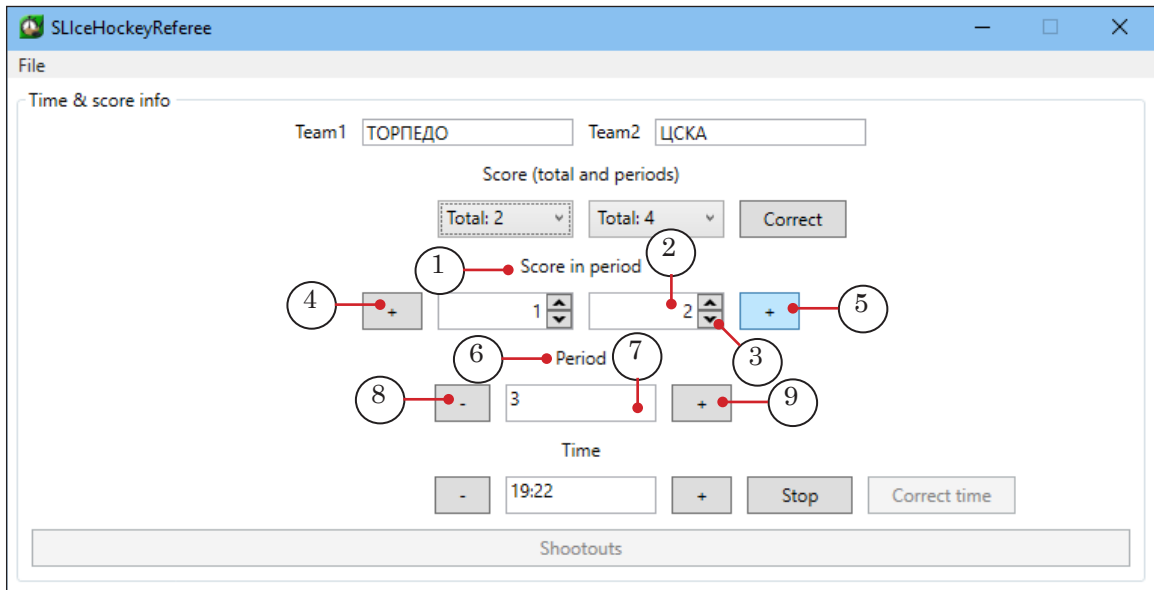 SLIceHockeyReferee
File
Time & score info
Team1 ТОРПЕДО Team2 ЦСКА
Score (total and periods)
Total: 2 Total: 4 Correct
1 Score in period 2
4 + 1 2 + 5
6 Period 7 3
8 - 3 + 9
Time
- 19:22 + Stop Correct time
Shootouts